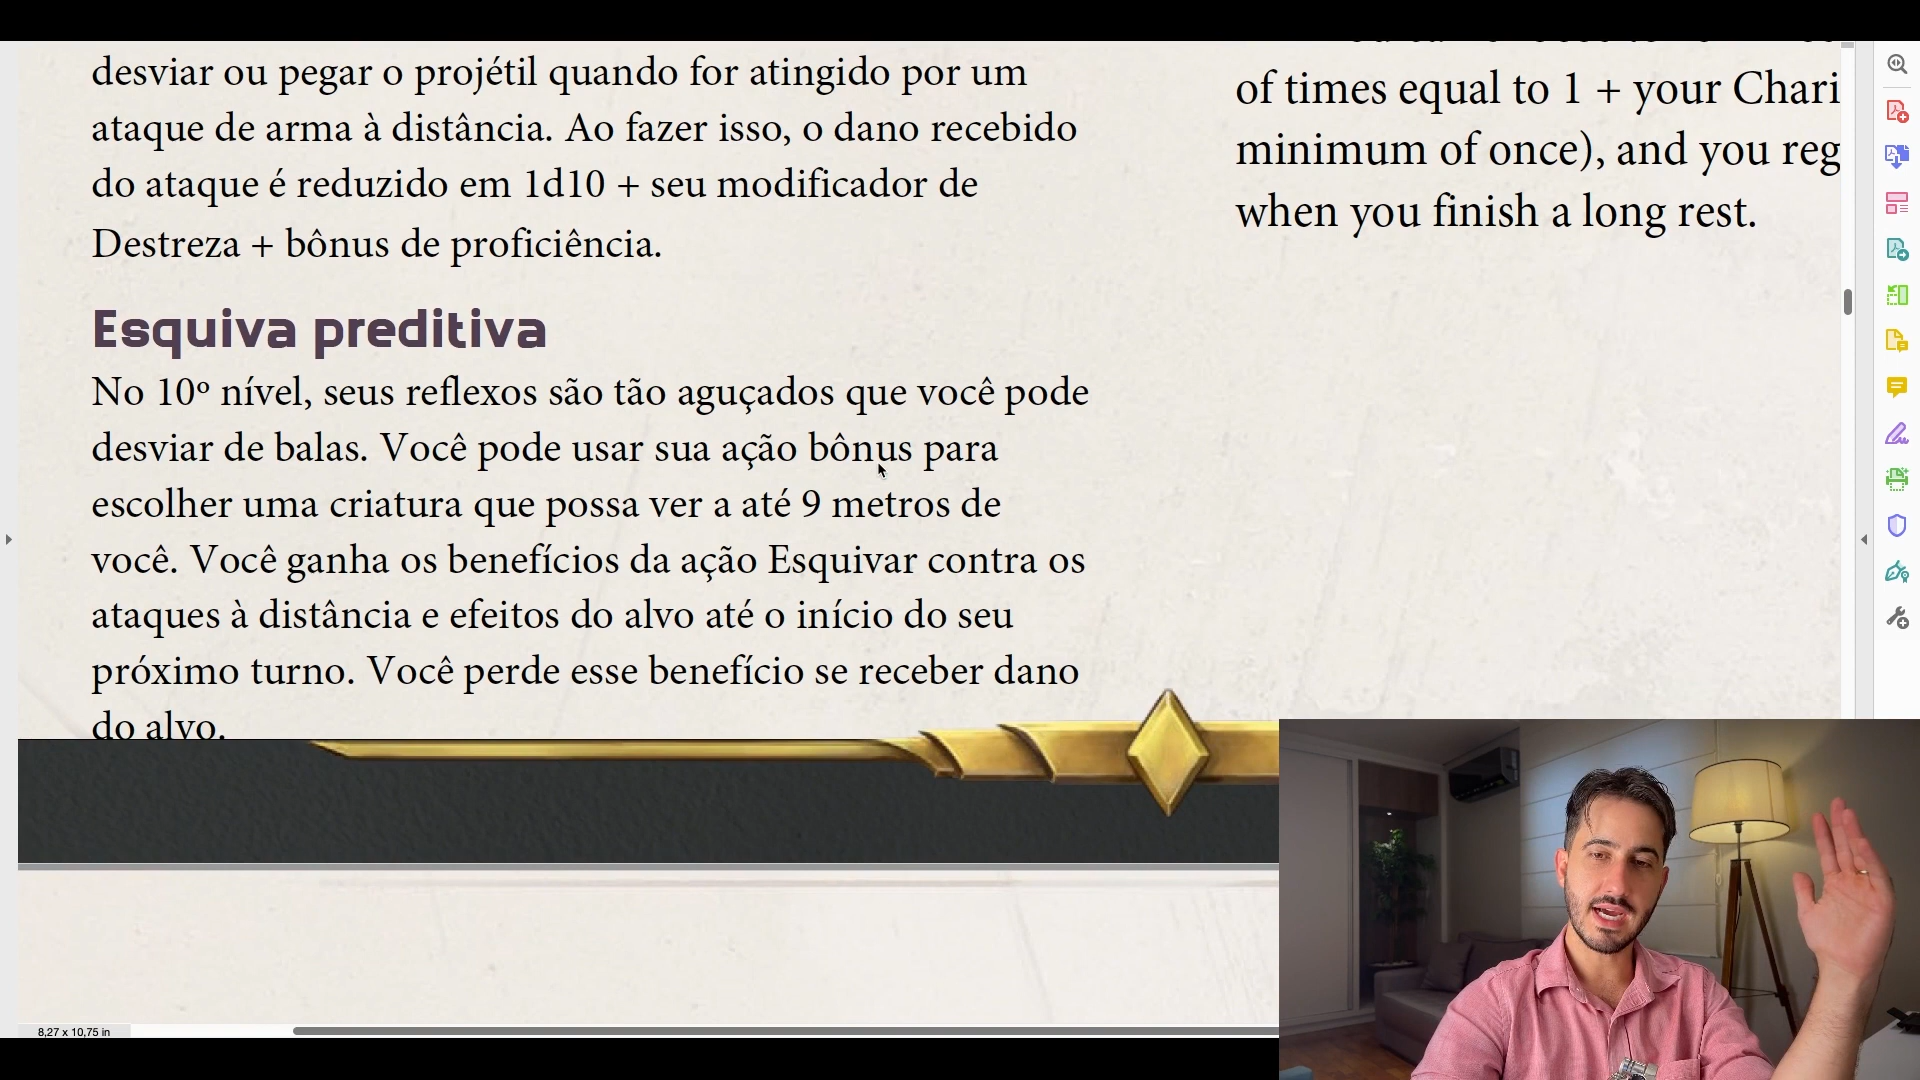 desviar ou pegar o projétil quando for atingido por um
ataque de arma à distância. Ao fazer isso, o dano recebido
do ataque é reduzido em 1d10 + seu modificador de
Destreza + bônus de proficiência.
Esquiva preditiva
No 10º nível, seus reflexos são tão aguçados que você pode
desviar de balas. Você pode usar sua ação bônus para
escolher uma criatura que possa ver a até 9 metros de
você. Você ganha os benefícios da ação Esquivar contra os
ataques à distância e efeitos do alvo até o início do seu
próximo turno. Você perde esse benefício se receber dano
do alvo.
of times equal to 1 + your Chari
minimum of once), and you reg
when you finish a long rest.
8,27 x 10,75 in